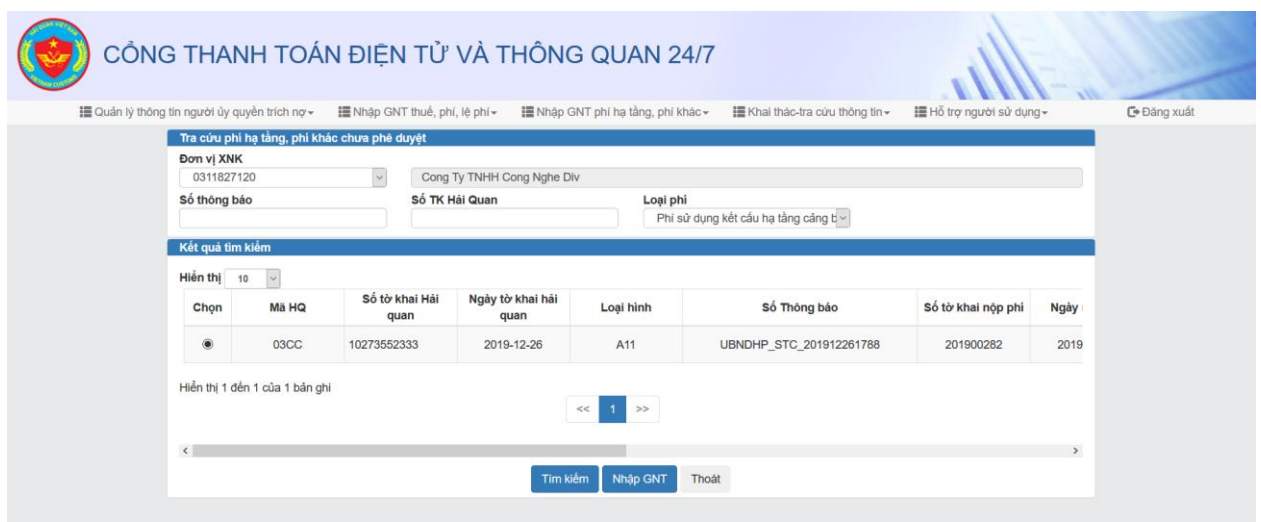 CỔNG THANH TOÁN ĐIỆN TỬ VÀ THÔNG QUAN 24/7
Quản lý thông tin người ủy quyền trích nợ Nhập GNT thuế, phí, lệ phí Nhập GNT phí hạ tầng, phí khác Khai thác-tra cứu thông tin Hỗ trợ người sử dụng Đăng xuất
Tra cứu phí hạ tầng, phí khác chưa phê duyệt
Đơn vị XNK
0311827120 Cong Ty TNHH Cong Nghe Div
Số thông báo Số TK Hải Quan Loại phí
Phí sử dụng kết cấu hạ tầng cảng b
Kết quả tìm kiếm
Hiển thị 10
Chọn Mã HQ Số tờ khai Hải quan Ngày tờ khai hải quan Loại hình Số Thông báo Số tờ khai nộp phí Ngày
03CC 10273552333 2019-12-26 A11 UBNDHP_STC_201912261788 201900282 2019
Hiển thị 1 đến 1 của 1 bản ghi
<< 1 >>
Tìm kiếm Nhập GNT Thoát